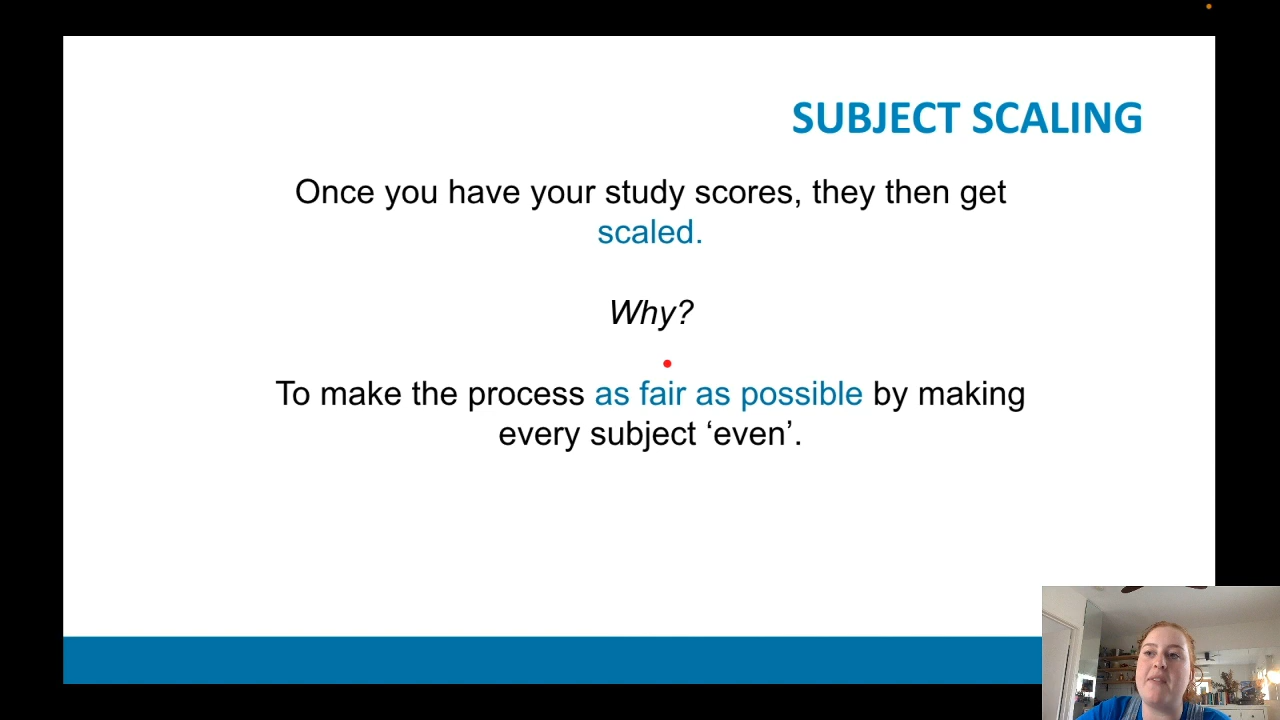 SUBJECT SCALING
Once you have your study scores, they then get
scaled.
Why?
To make the process as fair as possible by making
every subject ‘even’.